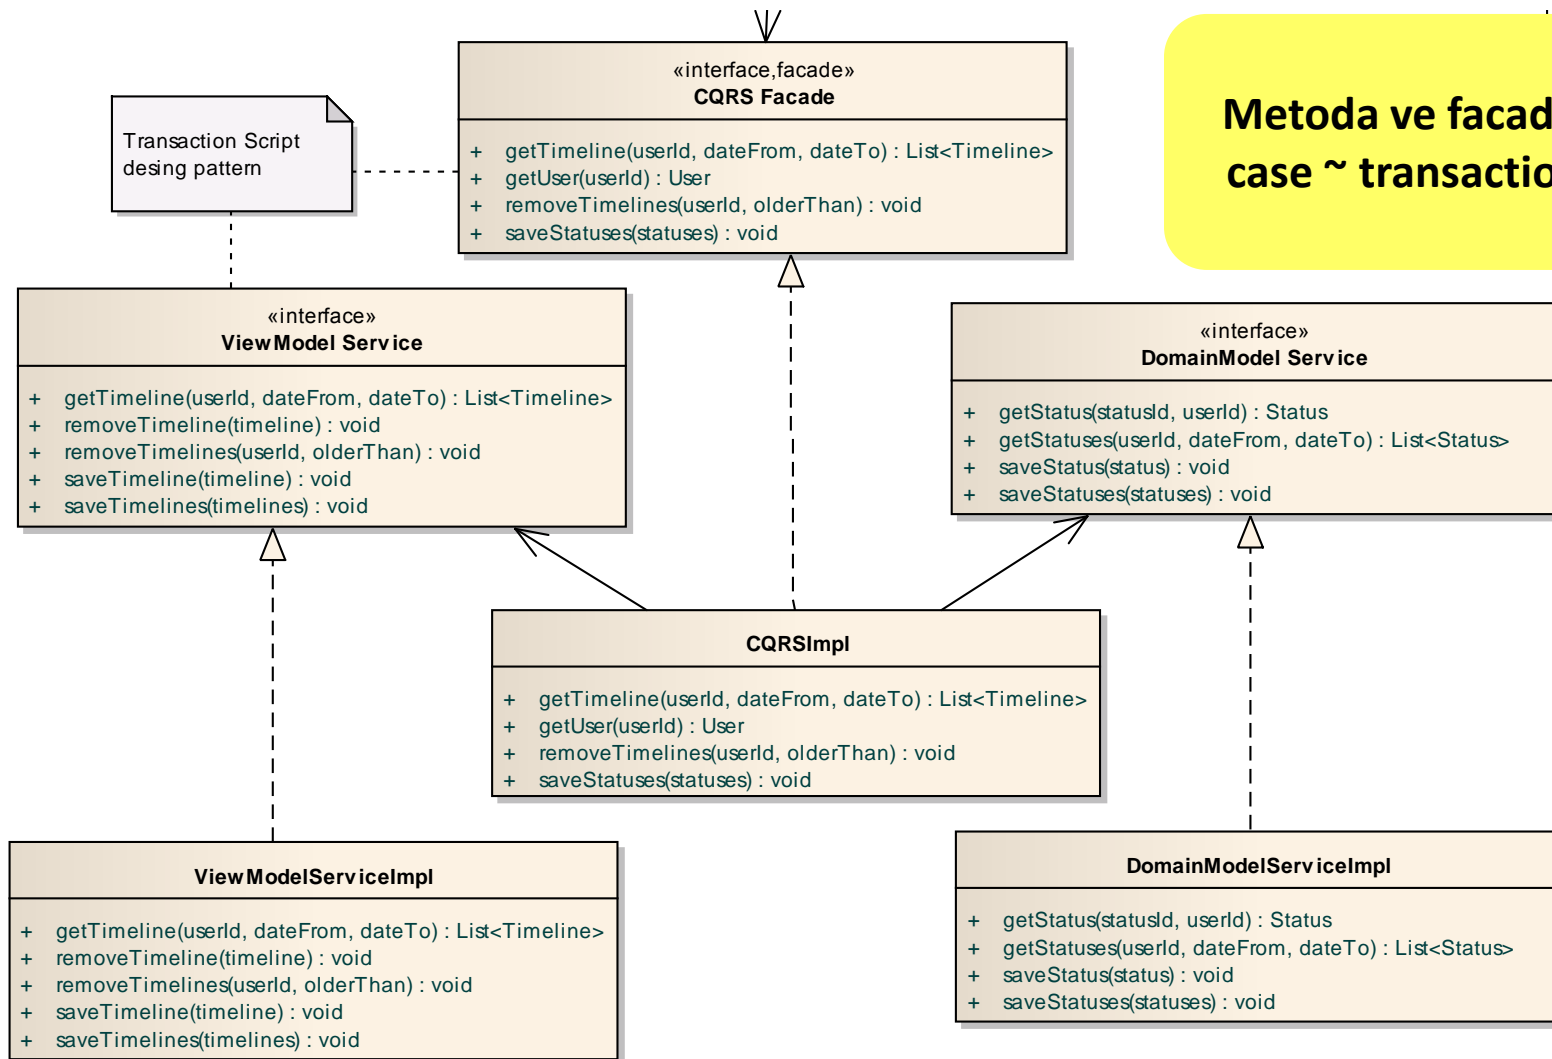 «interface,facade»
CQRS Facade
+ getTimeline(userId, dateFrom, dateTo) : List<Timeline>
+ getUser(userId) : User
+ removeTimelines(userId, olderThan) : void
+ saveStatuses(statuses) : void
Metoda ve facad
case ~ transactio
Transaction Script
desing pattern
«interface»
ViewModel Service
+ getTimeline(userId, dateFrom, dateTo) : List<Timeline>
+ removeTimeline(timeline) : void
+ removeTimelines(userId, olderThan) : void
+ saveTimeline(timeline) : void
+ saveTimelines(timelines) : void
«interface»
DomainModel Service
+ getStatus(statusId, userId) : Status
+ getStatuses(userId, dateFrom, dateTo) : List<Status>
+ saveStatus(status) : void
+ saveStatuses(statuses) : void
CQRSImpl
+ getTimeline(userId, dateFrom, dateTo) : List<Timeline>
+ getUser(userId) : User
+ removeTimelines(userId, olderThan) : void
+ saveStatuses(statuses) : void
ViewModelServiceImpl
+ getTimeline(userId, dateFrom, dateTo) : List<Timeline>
+ removeTimeline(timeline) : void
+ removeTimelines(userId, olderThan) : void
+ saveTimeline(timeline) : void
+ saveTimelines(timelines) : void
DomainModelServiceImpl
+ getStatus(statusId, userId) : Status
+ getStatuses(userId, dateFrom, dateTo) : List<Status>
+ saveStatus(status) : void
+ saveStatuses(statuses) : void